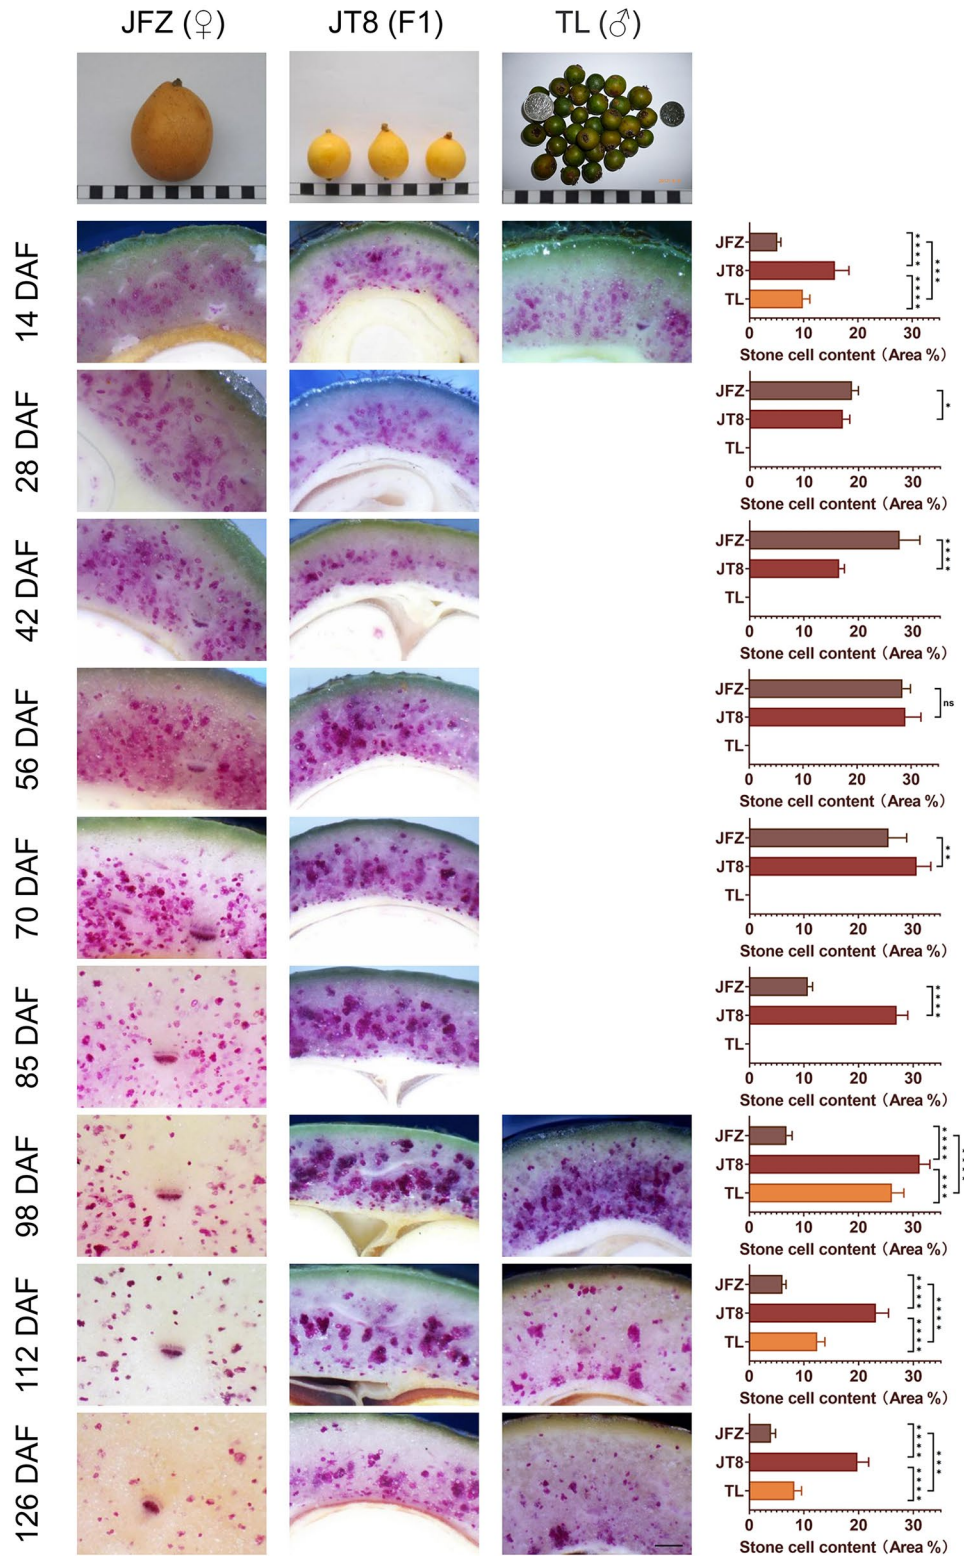 JFZ (♀) JT8 (F1) TL (♂)
14 DAF
JFZ
****
***
JT8
****
TL
0 10 20 30
Stone cell content (Area %)
28 DAF
JFZ
*
JT8
TL
0 10 20 30
Stone cell content (Area %)
42 DAF
JFZ
****
JT8
TL
0 10 20 30
Stone cell content (Area %)
56 DAF
JFZ
ns
JT8
TL
0 10 20 30
Stone cell content (Area %)
70 DAF
JFZ
**
JT8
TL
0 10 20 30
Stone cell content (Area %)
85 DAF
JFZ
****
JT8
TL
0 10 20 30
Stone cell content (Area %)
98 DAF
JFZ
****
JT8
***
TL
0 10 20 30
Stone cell content (Area %)
112 DAF
JFZ
****
****
JT8
****
TL
0 10 20 30
Stone cell content (Area %)
126 DAF
JFZ
****
***
JT8
****
TL
0 10 20 30
Stone cell content (Area %)